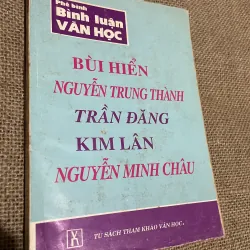 Phê bình
Bình luận
VĂN HỌC
BÙI HIỂN
NGUYỄN TRUNG THÀNH
TRẦN ĐĂNG
KIM LÂN
NGUYỄN MINH CHÂU
TỦ SÁCH THAM KHẢO VĂN HỌC